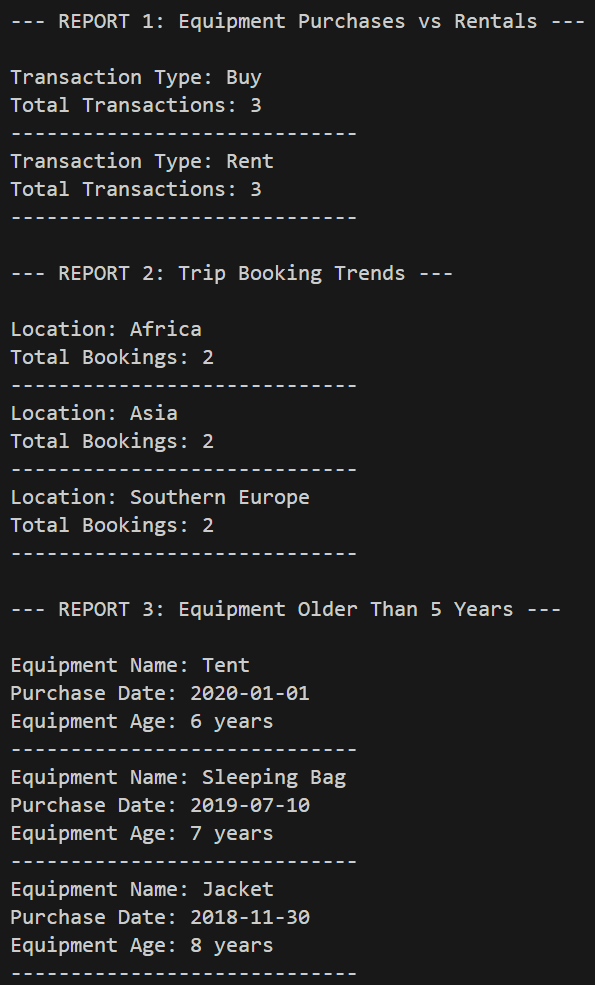 --- REPORT 1: Equipment Purchases vs Rentals ---
Transaction Type: Buy
Total Transactions: 3
-----------------------------
Transaction Type: Rent
Total Transactions: 3
-----------------------------
--- REPORT 2: Trip Booking Trends ---
Location: Africa
Total Bookings: 2
-----------------------------
Location: Asia
Total Bookings: 2
-----------------------------
Location: Southern Europe
Total Bookings: 2
-----------------------------
--- REPORT 3: Equipment Older Than 5 Years ---
Equipment Name: Tent
Purchase Date: 2020-01-01
Equipment Age: 6 years
-----------------------------
Equipment Name: Sleeping Bag
Purchase Date: 2019-07-10
Equipment Age: 7 years
-----------------------------
Equipment Name: Jacket
Purchase Date: 2018-11-30
Equipment Age: 8 years
-----------------------------